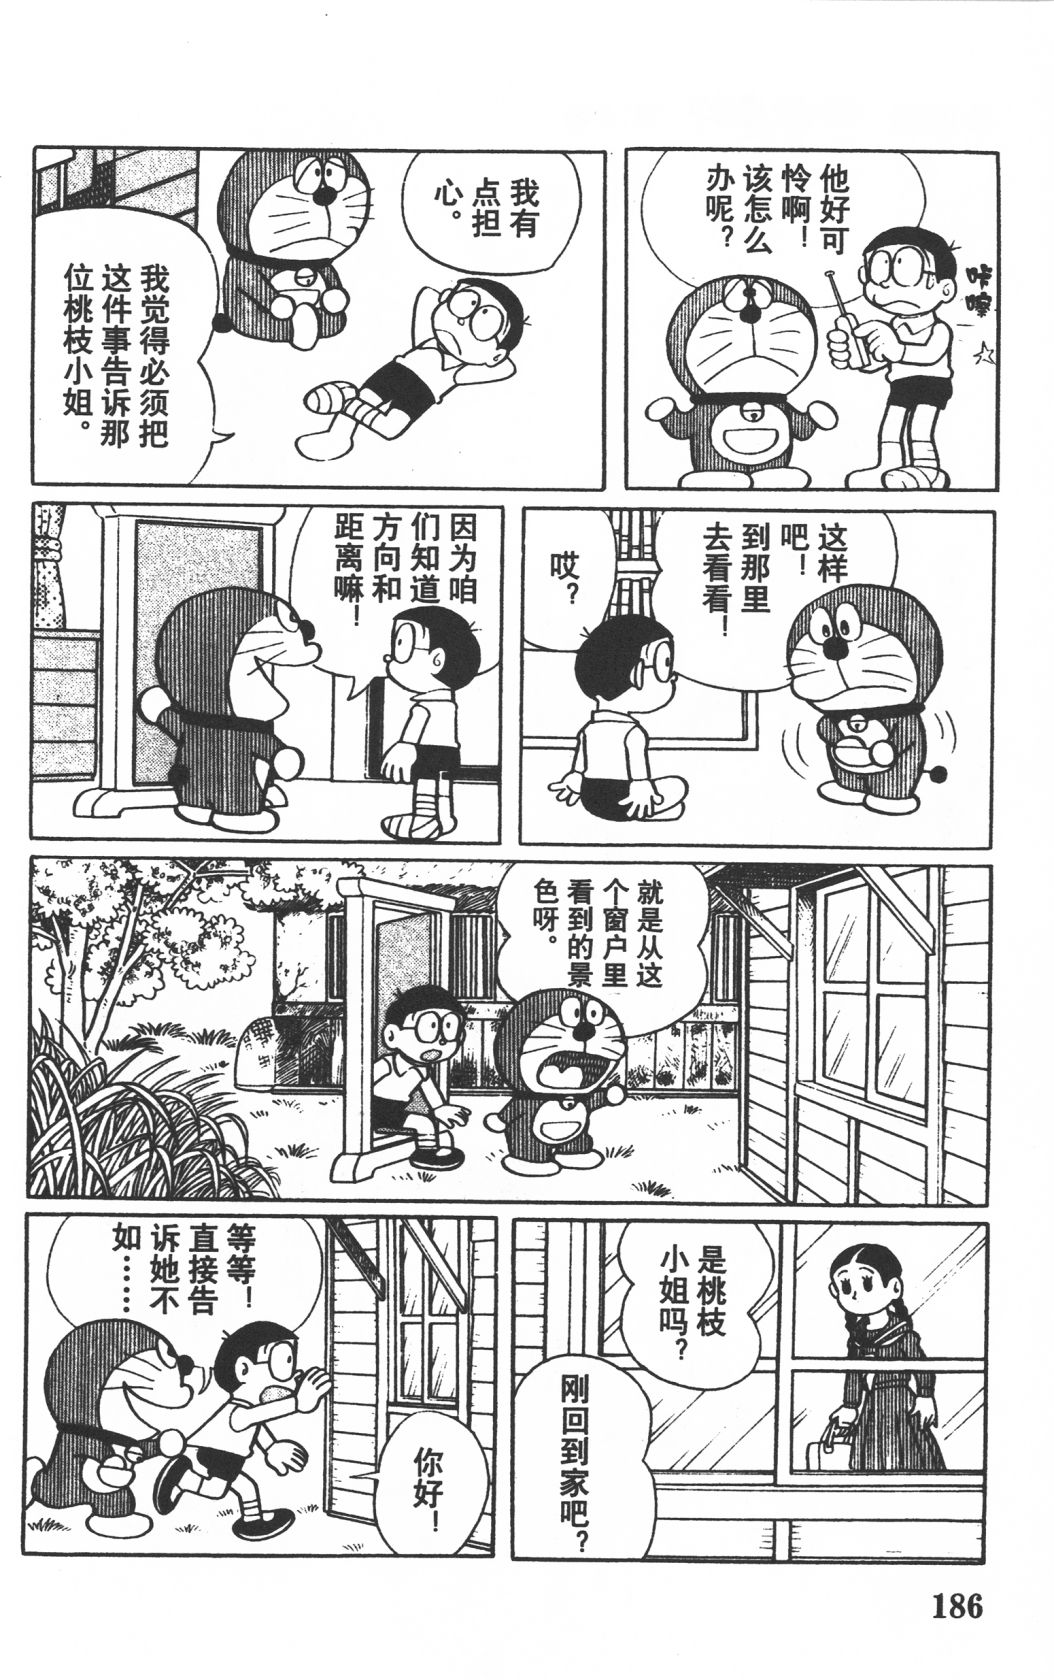 他好可
怜啊！
该怎么
办呢？
咔嚓
我有
点担
心。
我觉得必须把
这件事告诉那
位桃枝小姐。
这样
吧！
到那里
去看看！
哎？
因为咱
们知道
方向和
距离嘛！
就是从这
个窗户里
看到的景
色呀。
是桃枝
小姐吗？
刚回到家吧？
等等！
直接告
诉她不
如……
你好！
186